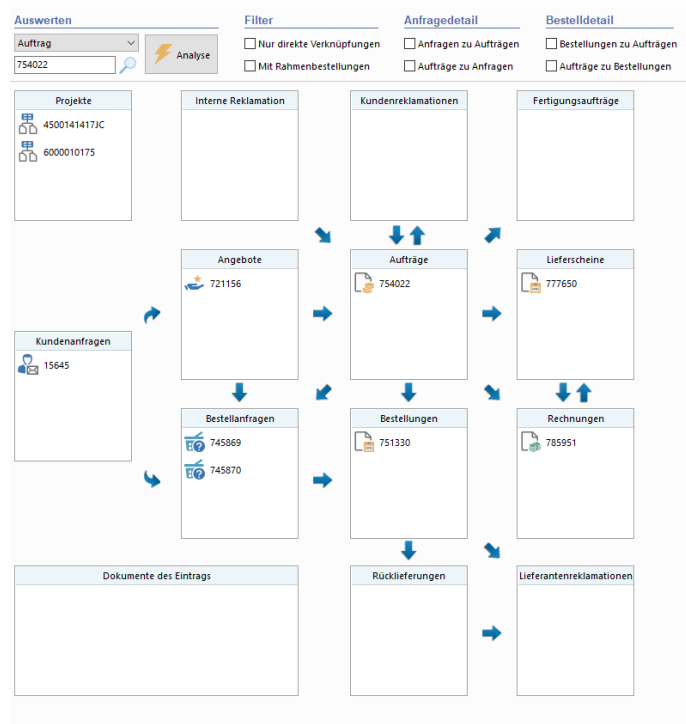 Auswerten
Filter
Anfragedetail
Bestelldetail
Auftrag
754022
Analyse
Nur direkte Verknüpfungen
Anfragen zu Aufträgen
Bestellungen zu Aufträgen
Mit Rahmenbestellungen
Aufträge zu Anfragen
Aufträge zu Bestellungen
Projekte
4500141417JC
6000010175
Interne Reklamation
Kundenreklamationen
Fertigungsaufträge
Angebote
721156
Aufträge
754022
Lieferscheine
777650
Kundenanfragen
15645
Bestellanfragen
745869
745870
Bestellungen
751330
Rechnungen
785951
Dokumente des Eintrags
Rücklieferungen
Lieferantenreklamationen